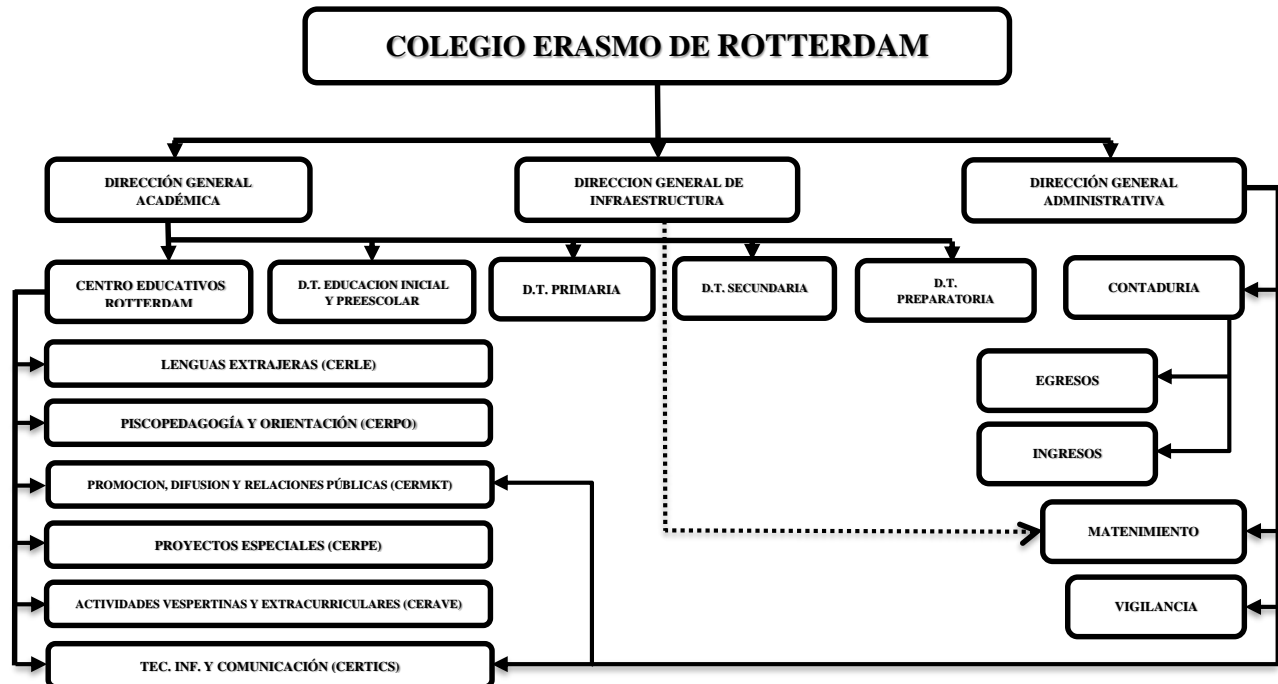 COLEGIO ERASMO DE ROTTERDAM
DIRECCIÓN GENERAL
ACADÉMICA
DIRECCION GENERAL DE
INFRAESTRUCTURA
DIRECCIÓN GENERAL
ADMINISTRATIVA
CENTRO EDUCATIVOS
ROTTERDAM
D.T. EDUCACION INICIAL
Y PREESCOLAR
D.T. PRIMARIA
D.T. SECUNDARIA
D.T.
PREPARATORIA
CONTADURIA
LENGUAS EXTRAJERAS (CERLE)
EGRESOS
PISCOPEDAGOGÍA Y ORIENTACIÓN (CERPO)
INGRESOS
PROMOCION, DIFUSION Y RELACIONES PÚBLICAS (CERMKT)
MATENIMIENTO
PROYECTOS ESPECIALES (CERPE)
ACTIVIDADES VESPERTINAS Y EXTRACURRICULARES (CERAVE)
VIGILANCIA
TEC. INF. Y COMUNICACIÓN (CERTICS)